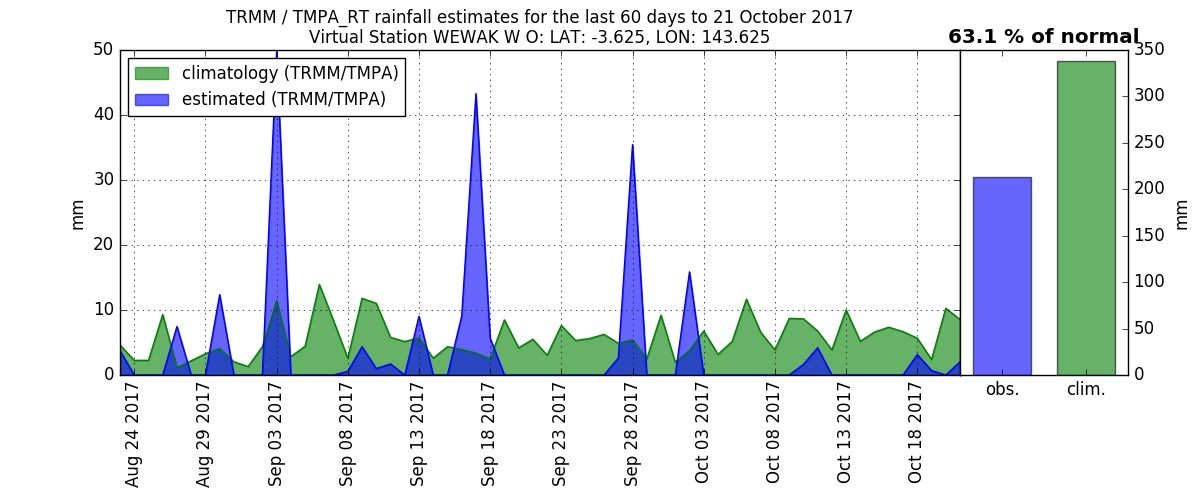 TRMM / TMPA_RT rainfall estimates for the last 60 days to 21 October 2017
Virtual Station WEWAK W O: LAT: -3.625, LON: 143.625
63.1 % of normal
climatology (TRMM/TMPA)
estimated (TRMM/TMPA)
50
40
30
20
10
0
mm
Aug 24 2017
Aug 29 2017
Sep 03 2017
Sep 08 2017
Sep 13 2017
Sep 18 2017
Sep 23 2017
Sep 28 2017
Oct 03 2017
Oct 08 2017
Oct 13 2017
Oct 18 2017
350
300
250
200
150
100
50
0
mm
obs.
clim.